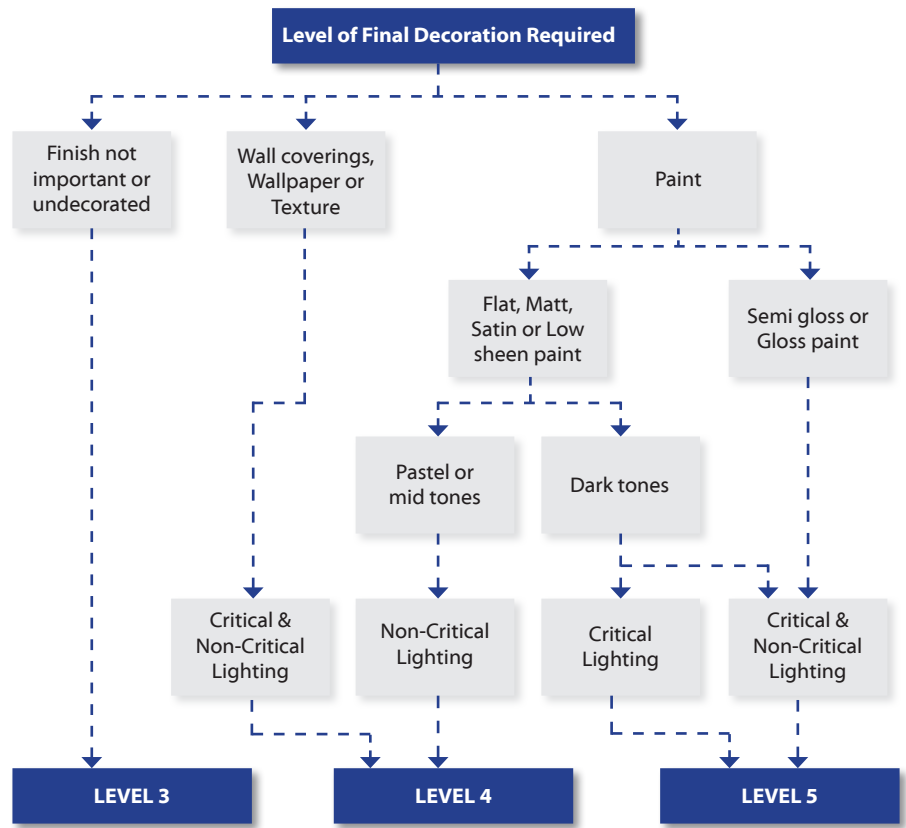 Level of Final Decoration Required
Finish not
important or
undecorated
Wall coverings,
Wallpaper or
Texture
Paint
Flat, Matt,
Satin or Low
sheen paint
Semi gloss or
Gloss paint
Pastel or
mid tones
Dark tones
Critical &
Non-Critical
Lighting
Non-Critical
Lighting
Critical
Lighting
Critical &
Non-Critical
Lighting
LEVEL 3
LEVEL 4
LEVEL 5